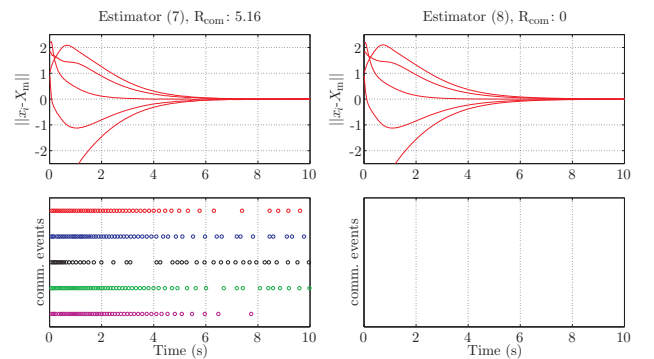 Estimator (7), R_com: 5.16
||x_i-X_m||
2
1
0
-1
-2
0 2 4 6 8 10
comm. events
0 2 4 6 8 10
Time (s)
Estimator (8), R_com: 0
||x_i-X_m||
2
1
0
-1
-2
0 2 4 6 8 10
comm. events
0 2 4 6 8 10
Time (s)